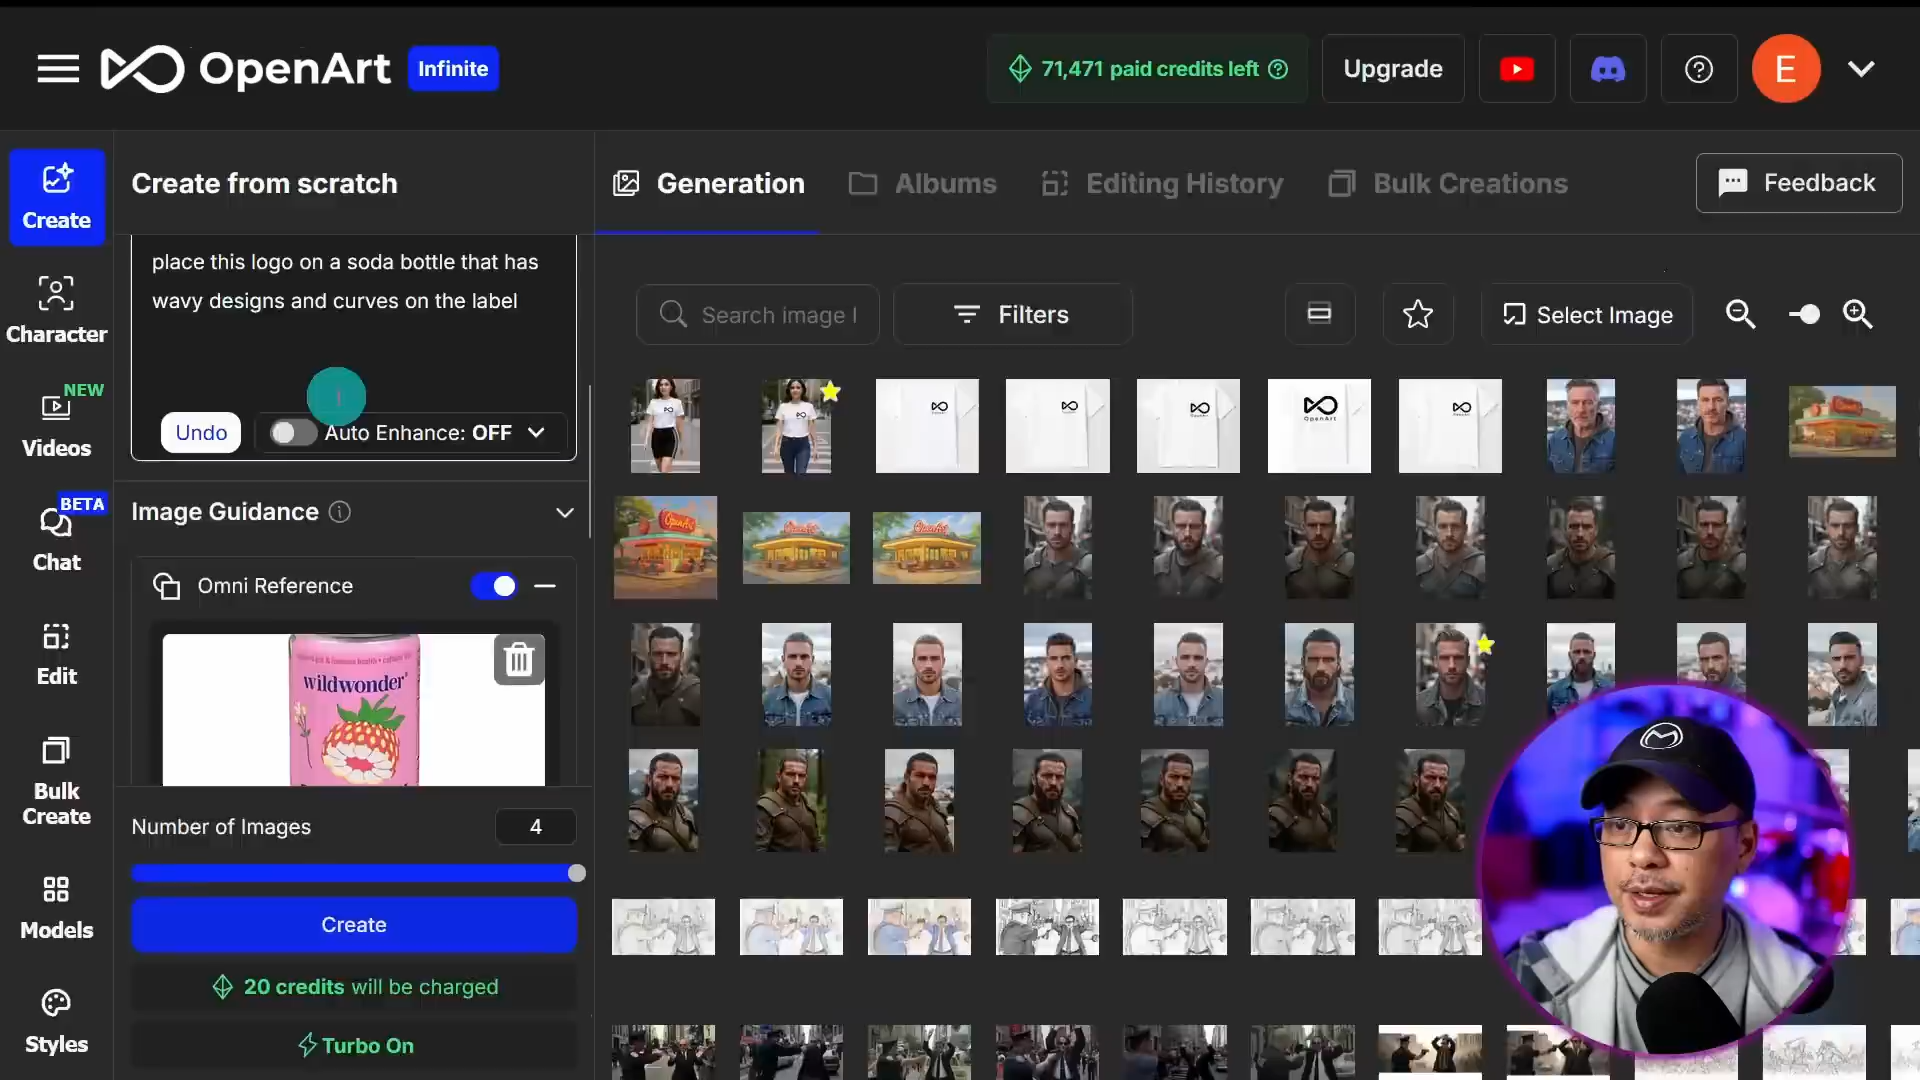 OpenArt
Infinite
71,471 paid credits left
Upgrade
E
Create
Character
NEW
Videos
BETA
Chat
Edit
Bulk
Create
Models
Styles
Create from scratch
place this logo on a soda bottle that has
wavy designs and curves on the label
Undo
Auto Enhance: OFF
Image Guidance
Omni Reference
wildwonder
Number of Images
4
Create
20 credits will be charged
Turbo On
Generation
Albums
Editing History
Bulk Creations
Feedback
Search image
Filters
Select Image
OpenArt